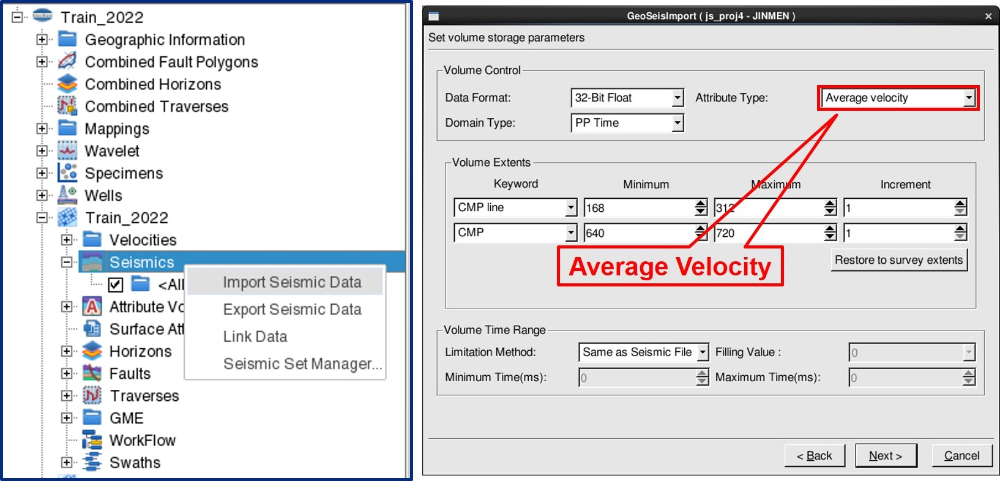 Train_2022
Geographic Information
Combined Fault Polygons
Combined Horizons
Combined Traverses
Mappings
Wavelet
Specimens
Wells
Train_2022
Velocities
Seismics
<All
Attribute Vo
Surface Att
Horizons
Faults
Traverses
GME
WorkFlow
Swaths
Import Seismic Data
Export Seismic Data
Link Data
Seismic Set Manager...
GeoSeisImport ( js_proj4 - JINMEN )
Set volume storage parameters
Volume Control
Data Format: 32-Bit Float Attribute Type: Average velocity
Domain Type: PP Time
Volume Extents
Keyword Minimum Maximum Increment
CMP line 168 312 1
CMP 640 720 1
Average Velocity
Restore to survey extents
Volume Time Range
Limitation Method: Same as Seismic File Filling Value : 0
Minimum Time(ms): 0 Maximum Time(ms): 0
< Back Next > Cancel